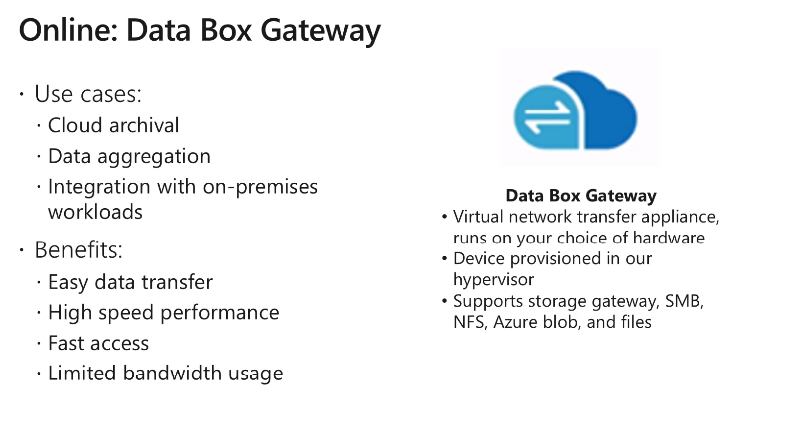 Online: Data Box Gateway
· Use cases:
· Cloud archival
· Data aggregation
· Integration with on-premises
workloads
· Benefits:
· Easy data transfer
· High speed performance
· Fast access
· Limited bandwidth usage
Data Box Gateway
• Virtual network transfer appliance,
runs on your choice of hardware
• Device provisioned in our
hypervisor
• Supports storage gateway, SMB,
NFS, Azure blob, and files